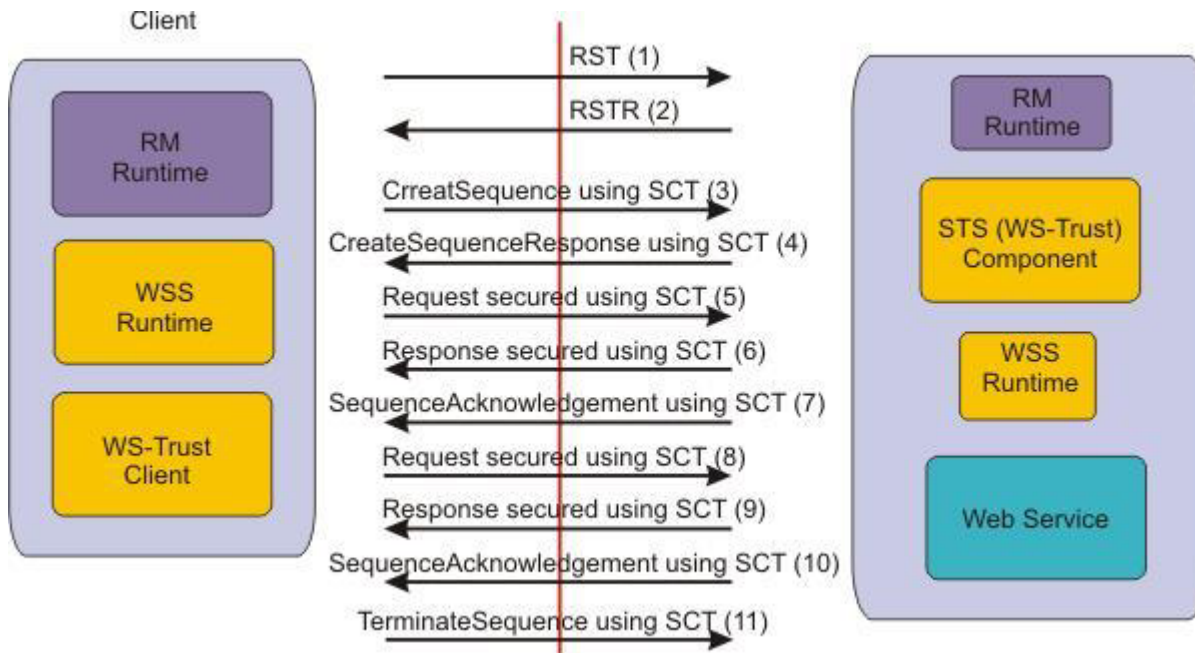 Client
RM
Runtime
WSS
Runtime
WS-Trust
Client
RST (1)
RSTR (2)
CrreatSequence using SCT (3)
CreateSequenceResponse using SCT (4)
Request secured using SCT (5)
Response secured using SCT (6)
SequenceAcknowledgement using SCT (7)
Request secured using SCT (8)
Response secured using SCT (9)
SequenceAcknowledgement using SCT (10)
TerminateSequence using SCT (11)
RM
Runtime
STS (WS-Trust)
Component
WSS
Runtime
Web Service